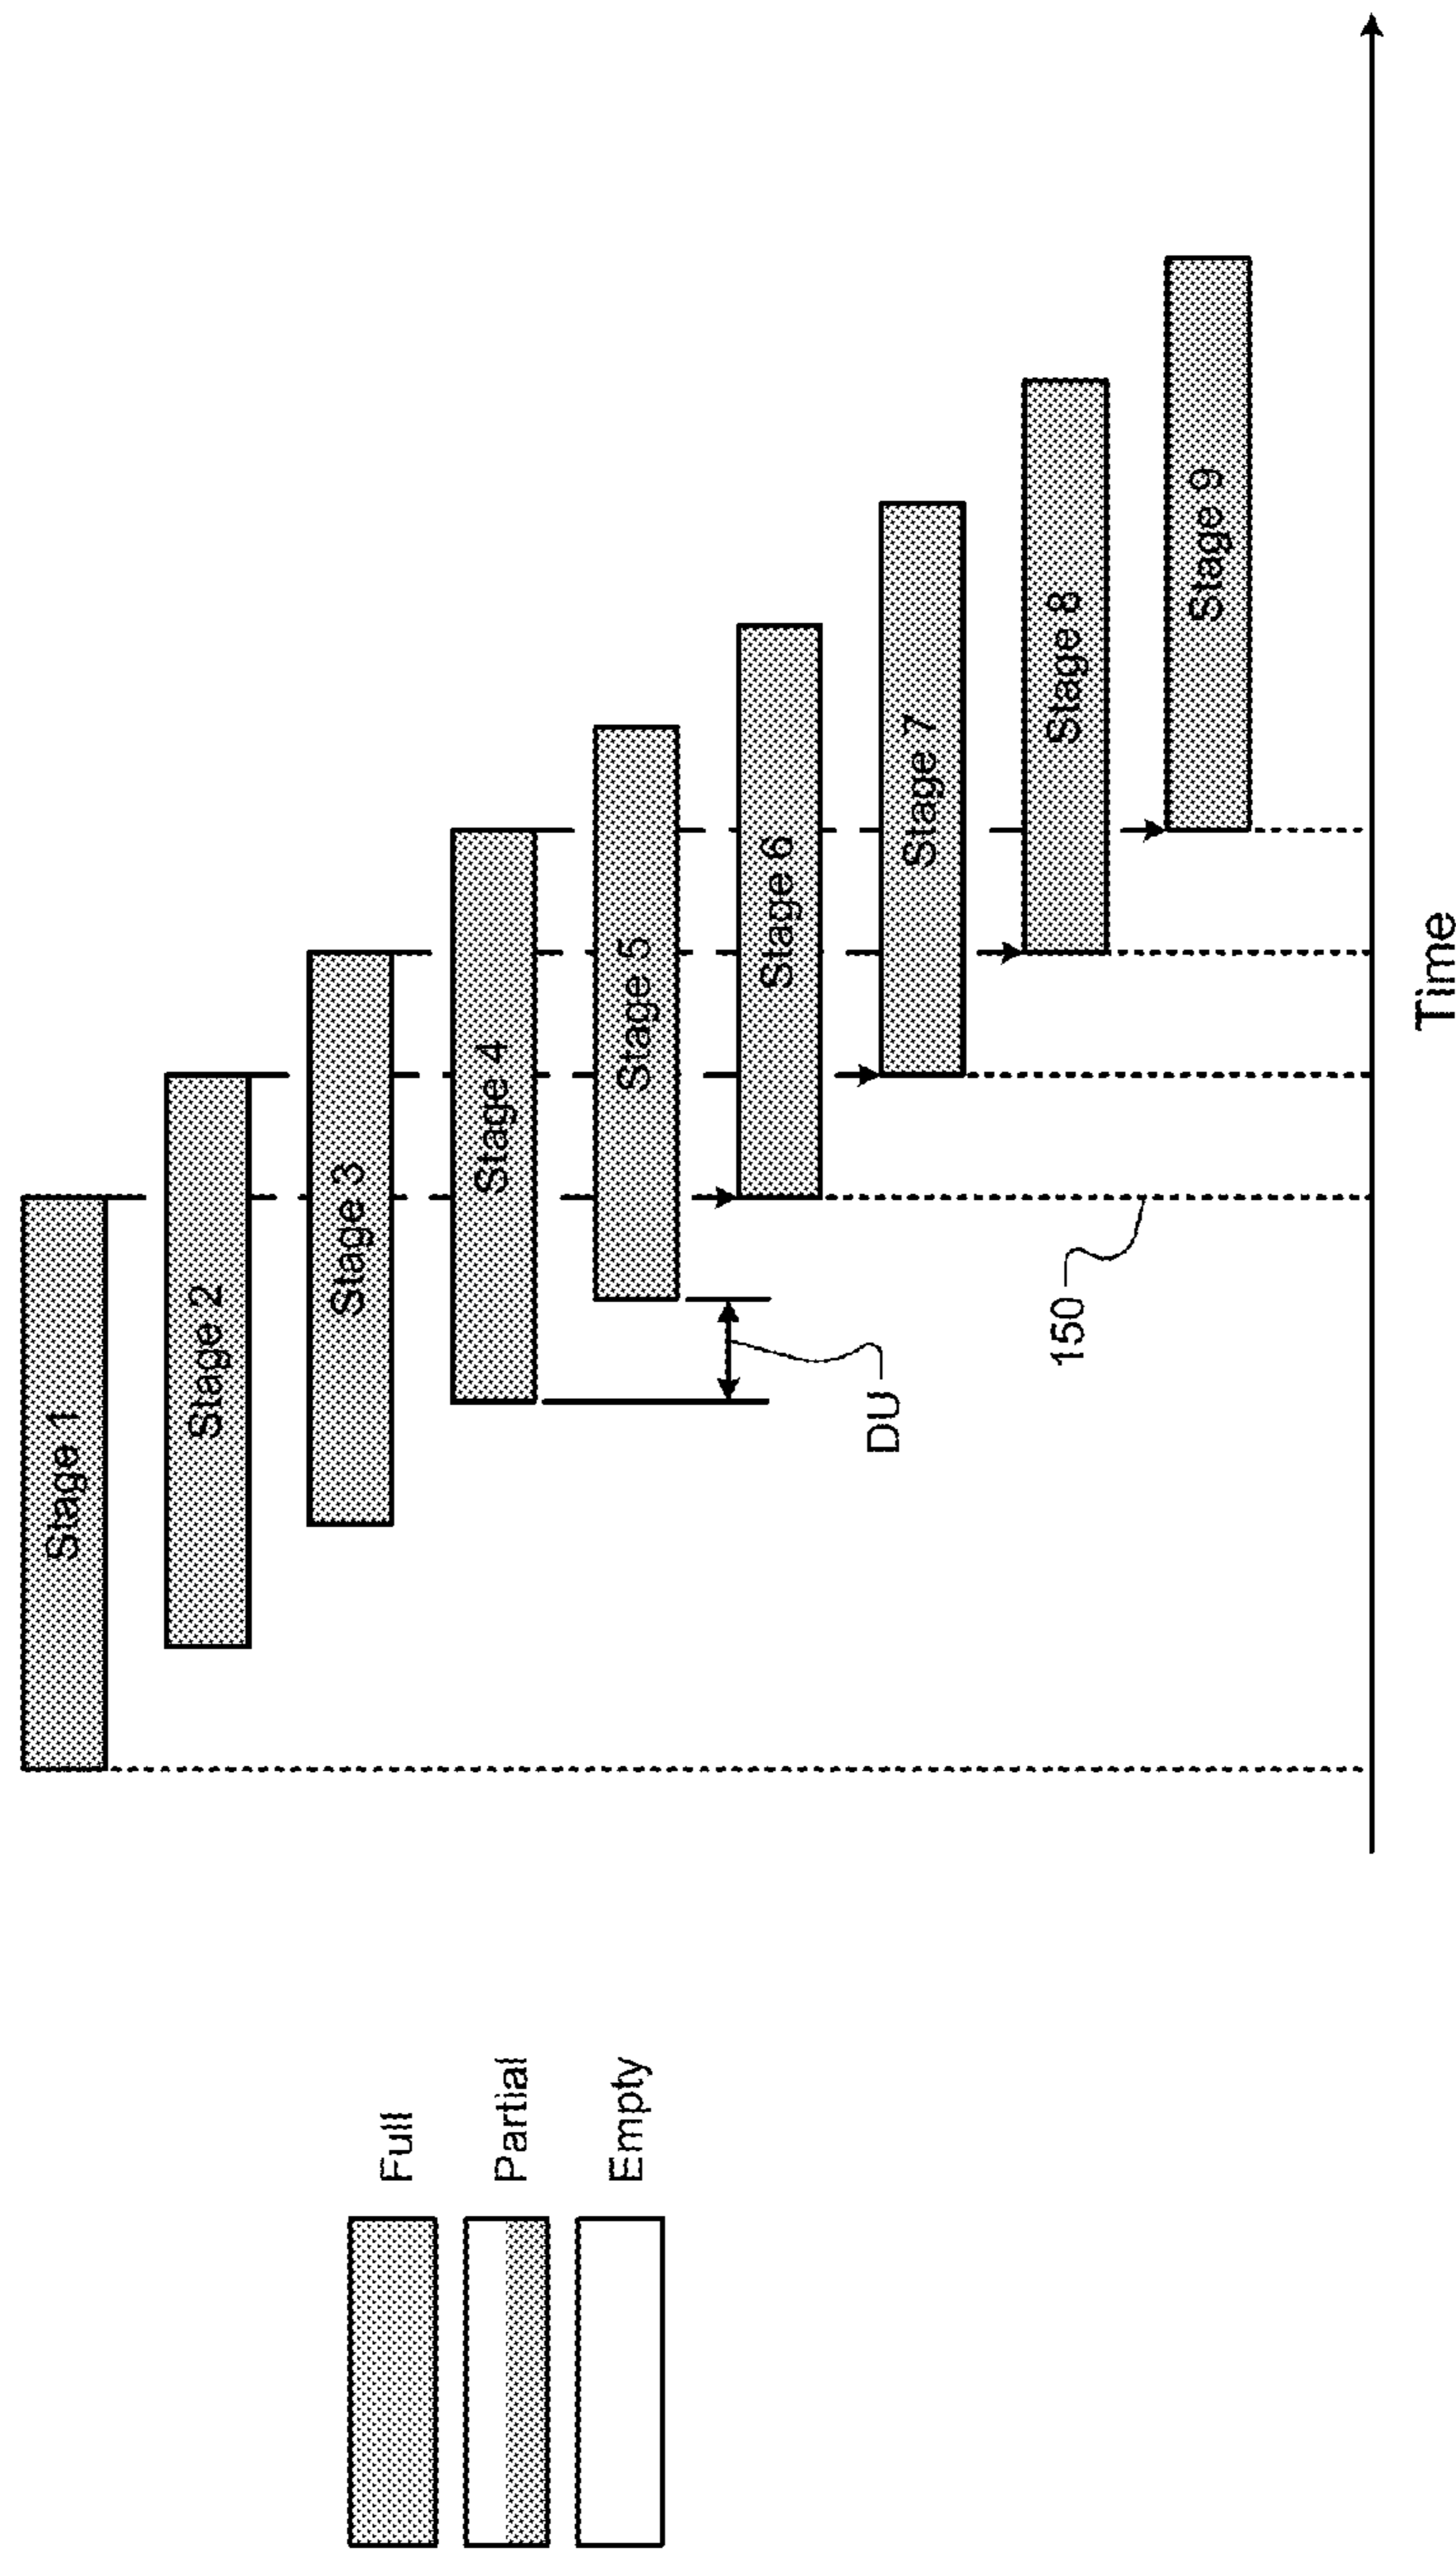 Full
Partial
Empty
Stage 1
Stage 2
Stage 3
Stage 4
Stage 5
Stage 6
Stage 7
Stage 8
Stage 9
DU
150
Time